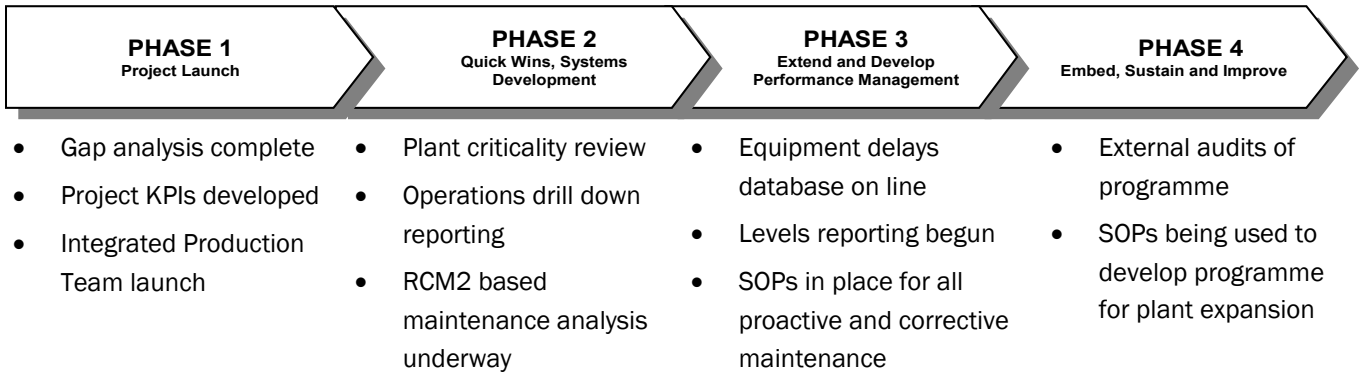 PHASE 1
Project Launch
PHASE 2
Quick Wins, Systems
Development
PHASE 3
Extend and Develop
Performance Management
PHASE 4
Embed, Sustain and Improve
• Gap analysis complete
• Project KPIs developed
• Integrated Production
Team launch
• Plant criticality review
• Operations drill down
reporting
• RCM2 based
maintenance analysis
underway
• Equipment delays
database on line
• Levels reporting begun
• SOPs in place for all
proactive and corrective
maintenance
• External audits of
programme
• SOPs being used to
develop programme
for plant expansion